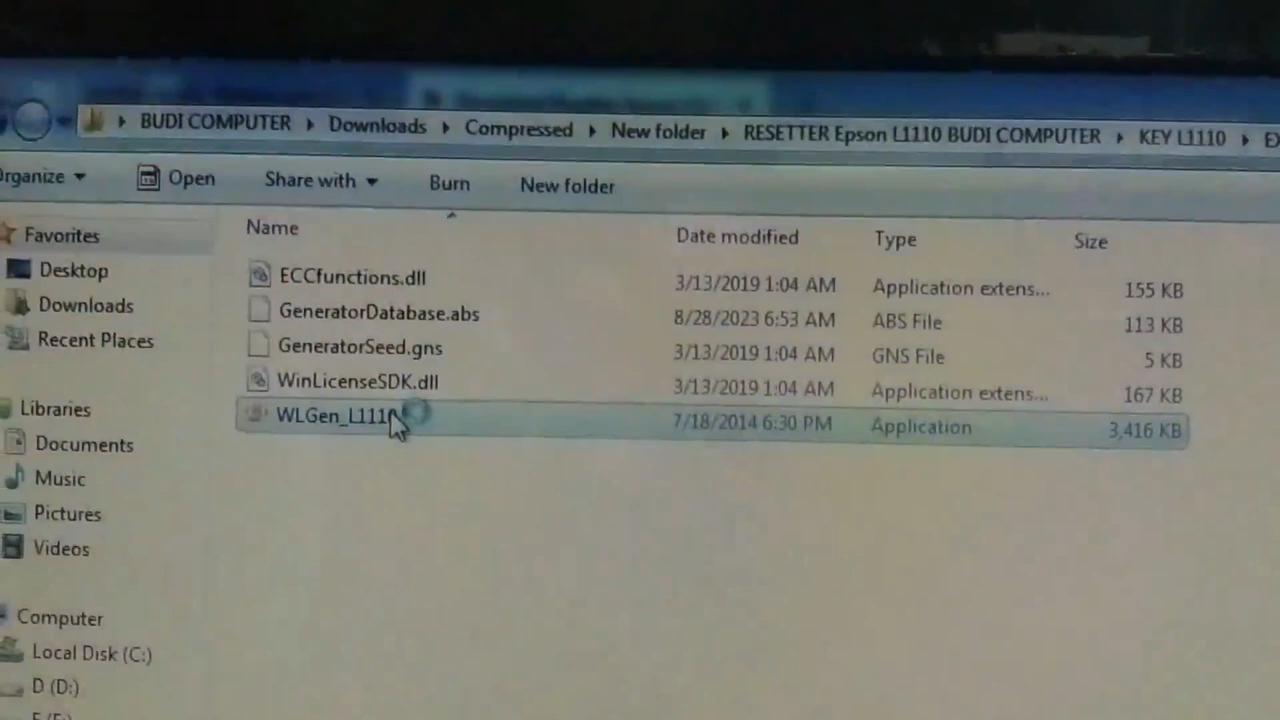 BUDI COMPUTER Downloads Compressed New folder RESETTER Epson L1110 BUDI COMPUTER KEY L1110
Organize Open Share with Burn New folder
Name Date modified Type Size
Favorites
Desktop
Downloads
Recent Places
Libraries
Documents
Music
Pictures
Videos
Computer
Local Disk (C:)
D (D:)
ECCfunctions.dll 3/13/2019 1:04 AM Application extens... 155 KB
GeneratorDatabase.abs 8/28/2023 6:53 AM ABS File 113 KB
GeneratorSeed.gns 3/13/2019 1:04 AM GNS File 5 KB
WinLicenseSDK.dll 3/13/2019 1:04 AM Application extens... 167 KB
WLGen_L1110 7/18/2014 6:30 PM Application 3,416 KB